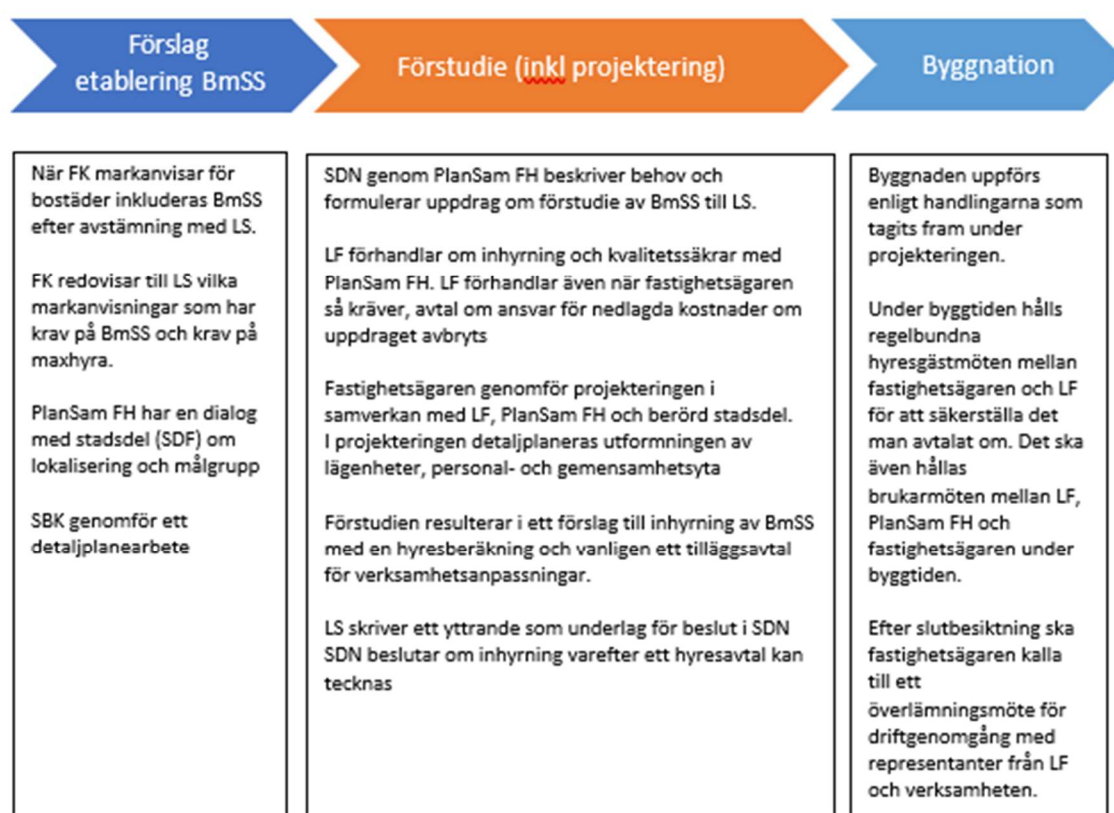 Förslag
etablering BmSS
Förstudie (inkl projektering)
Byggnation
När FK markanvisar för
bostäder inkluderas BmSS
efter avstämning med LS.
FK redovisar till LS vilka
markanvisningar som har
krav på BmSS och krav på
maxhyra.
PlanSam FH har en dialog
med stadsdel (SDF) om
lokalisering och målgrupp
SBK genomför ett
detaljplanearbete
SDN genom PlanSam FH beskriver behov och
formulerar uppdrag om förstudie av BmSS till LS.
LF förhandlar om inhyrning och kvalitetssäkrar med
PlanSam FH. LF förhandlar även när fastighetsägaren
så kräver, avtal om ansvar för nedlagda kostnader om
uppdraget avbryts
Fastighetsägaren genomför projekteringen i
samverkan med LF, PlanSam FH och berörd stadsdel.
I projekteringen detaljplaneras utformningen av
lägenheter, personal- och gemensamhetsyta
Förstudien resulterar i ett förslag till inhyrning av BmSS
med en hyresberäkning och vanligen ett tilläggsavtal
för verksamhetsanpassningar.
LS skriver ett yttrande som underlag för beslut i SDN
SDN beslutar om inhyrning varefter ett hyresavtal kan
tecknas
Byggnaden uppförs
enligt handlingarna som
tagits fram under
projekteringen.
Under byggtiden hålls
regelbundna
hyresgästmöten mellan
fastighetsägaren och LF
för att säkerställa det
man avtalat om. Det ska
även hållas
brukarmöten mellan LF,
PlanSam FH och
fastighetsägaren under
byggtiden.
Efter slutbesiktning ska
fastighetsägaren kalla
till ett
överlämningsmöte för
driftgenomgång med
representanter från LF
och verksamheten.